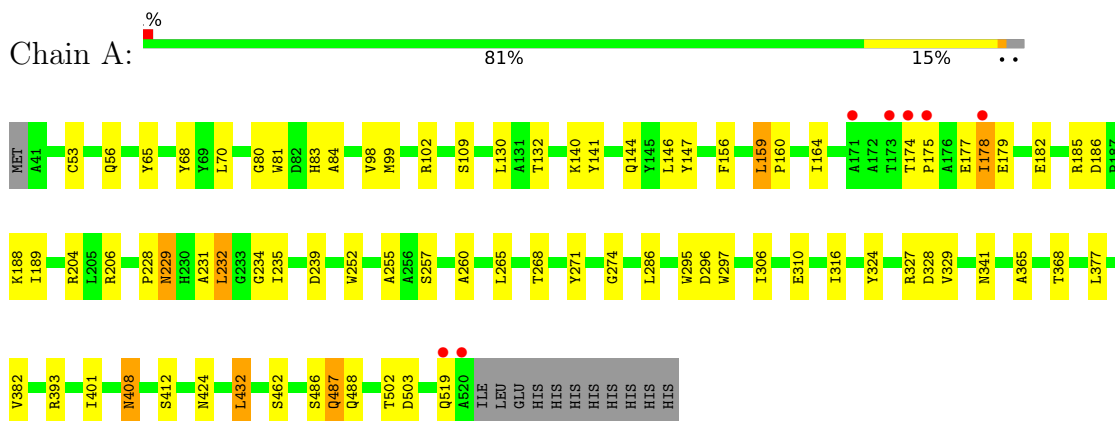 .%
Chain A:
81% 15% • •
MET A41 C53 Q56 Y65 Y68 Y69 L70 G80 W81 D82 H83 A84 V98 M99 R102 S109 L130 A131 T132 K140 Y141 Q144 Y145 L146 Y147 F156 L159 P160 I164 A171 A172 T173 T174 P175 A176 E177 I178 E179 E182 R185 D186
K188 I189 R204 L205 R206 P228 N229 H230 A231 L232 G233 G234 I235 D239 W252 A255 A256 S257 A260 L265 T268 Y271 G274 L286 W295 D296 W297 I306 E310 I316 Y324 R327 D328 V329 N341 A365 T368 L377
V382 R393 I401 N408 S412 N424 L432 S462 S486 Q487 Q488 T502 D503 Q519 A520 ILE LEU GLU HIS HIS HIS HIS HIS HIS HIS HIS